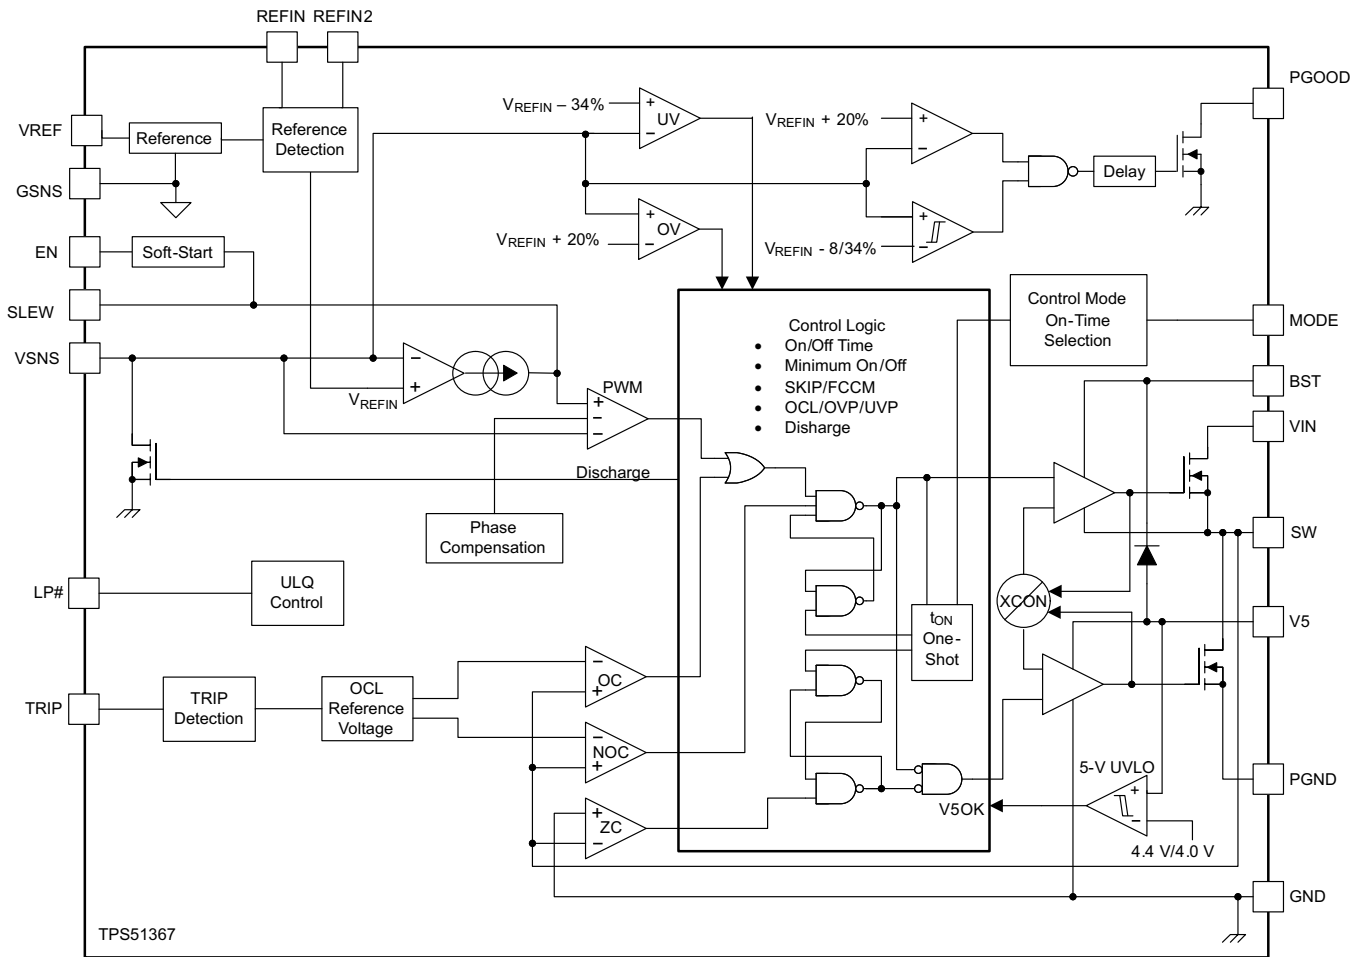 REFIN REFIN2
PGOOD
VREF
Reference
Reference
Detection
GSNS
VREFIN – 34%
+
UV
–
VREFIN + 20%
+
–
Delay
+
OV
–
VREFIN + 20%
+
–
VREFIN - 8/34%
EN
Soft-Start
SLEW
VSNS
–
+
VREFIN
PWM
+
–
–
Control Logic
• On/Off Time
• Minimum On/Off
• SKIP/FCCM
• OCL/OVP/UVP
• Disharge
Control Mode
On-Time
Selection
MODE
BST
VIN
Discharge
Phase
Compensation
SW
LP#
ULQ
Control
XCON
tON
One-
Shot
V5
TRIP
TRIP
Detection
OCL
Reference
Voltage
–
OC
+
–
NOC
+
+
ZC
–
5-V UVLO
+
–
V5OK
4.4 V/4.0 V
PGND
GND
TPS51367